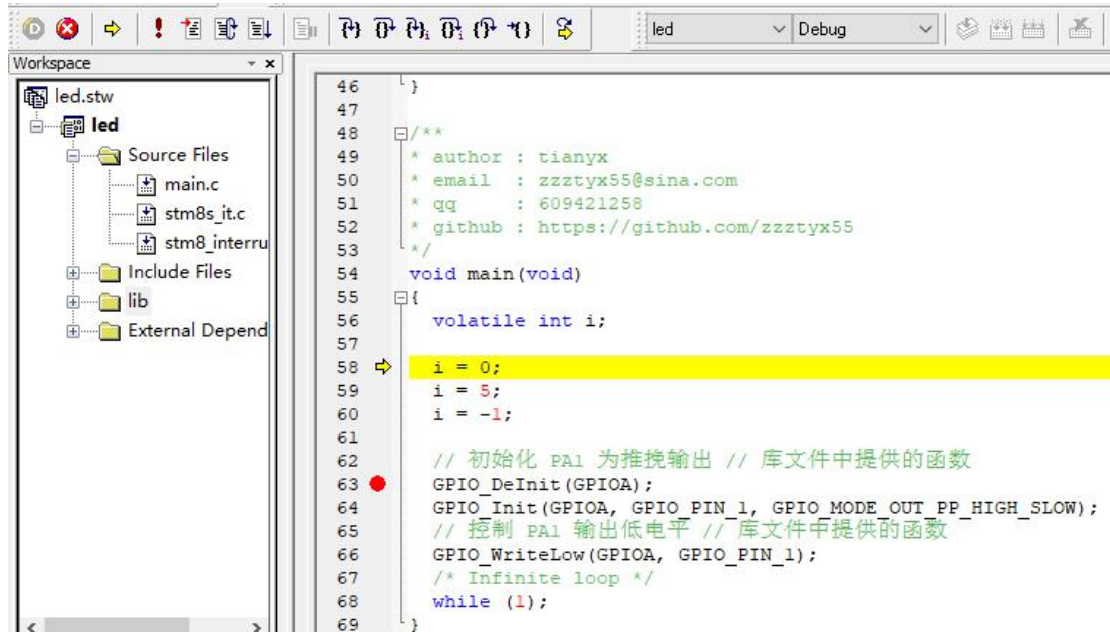 led
Debug
Workspace
led.stw
led
Source Files
main.c
stm8s_it.c
stm8_interru
Include Files
lib
External Depend
46 }
47
48 /**
49 * author : tianyx
50 * email  : zzztyx55@sina.com
51 * qq     : 609421258
52 * github : https://github.com/zzztyx55
53 */
54 void main(void)
55 {
56   volatile int i;
57
58   i = 0;
59   i = 5;
60   i = -1;
61
62   // 初始化 PA1 为推挽输出 // 库文件中提供的函数
63   GPIO_DeInit(GPIOA);
64   GPIO_Init(GPIOA, GPIO_PIN_1, GPIO_MODE_OUT_PP_HIGH_SLOW);
65   // 控制 PA1 输出低电平 // 库文件中提供的函数
66   GPIO_WriteLow(GPIOA, GPIO_PIN_1);
67   /* Infinite loop */
68   while (1);
69 }